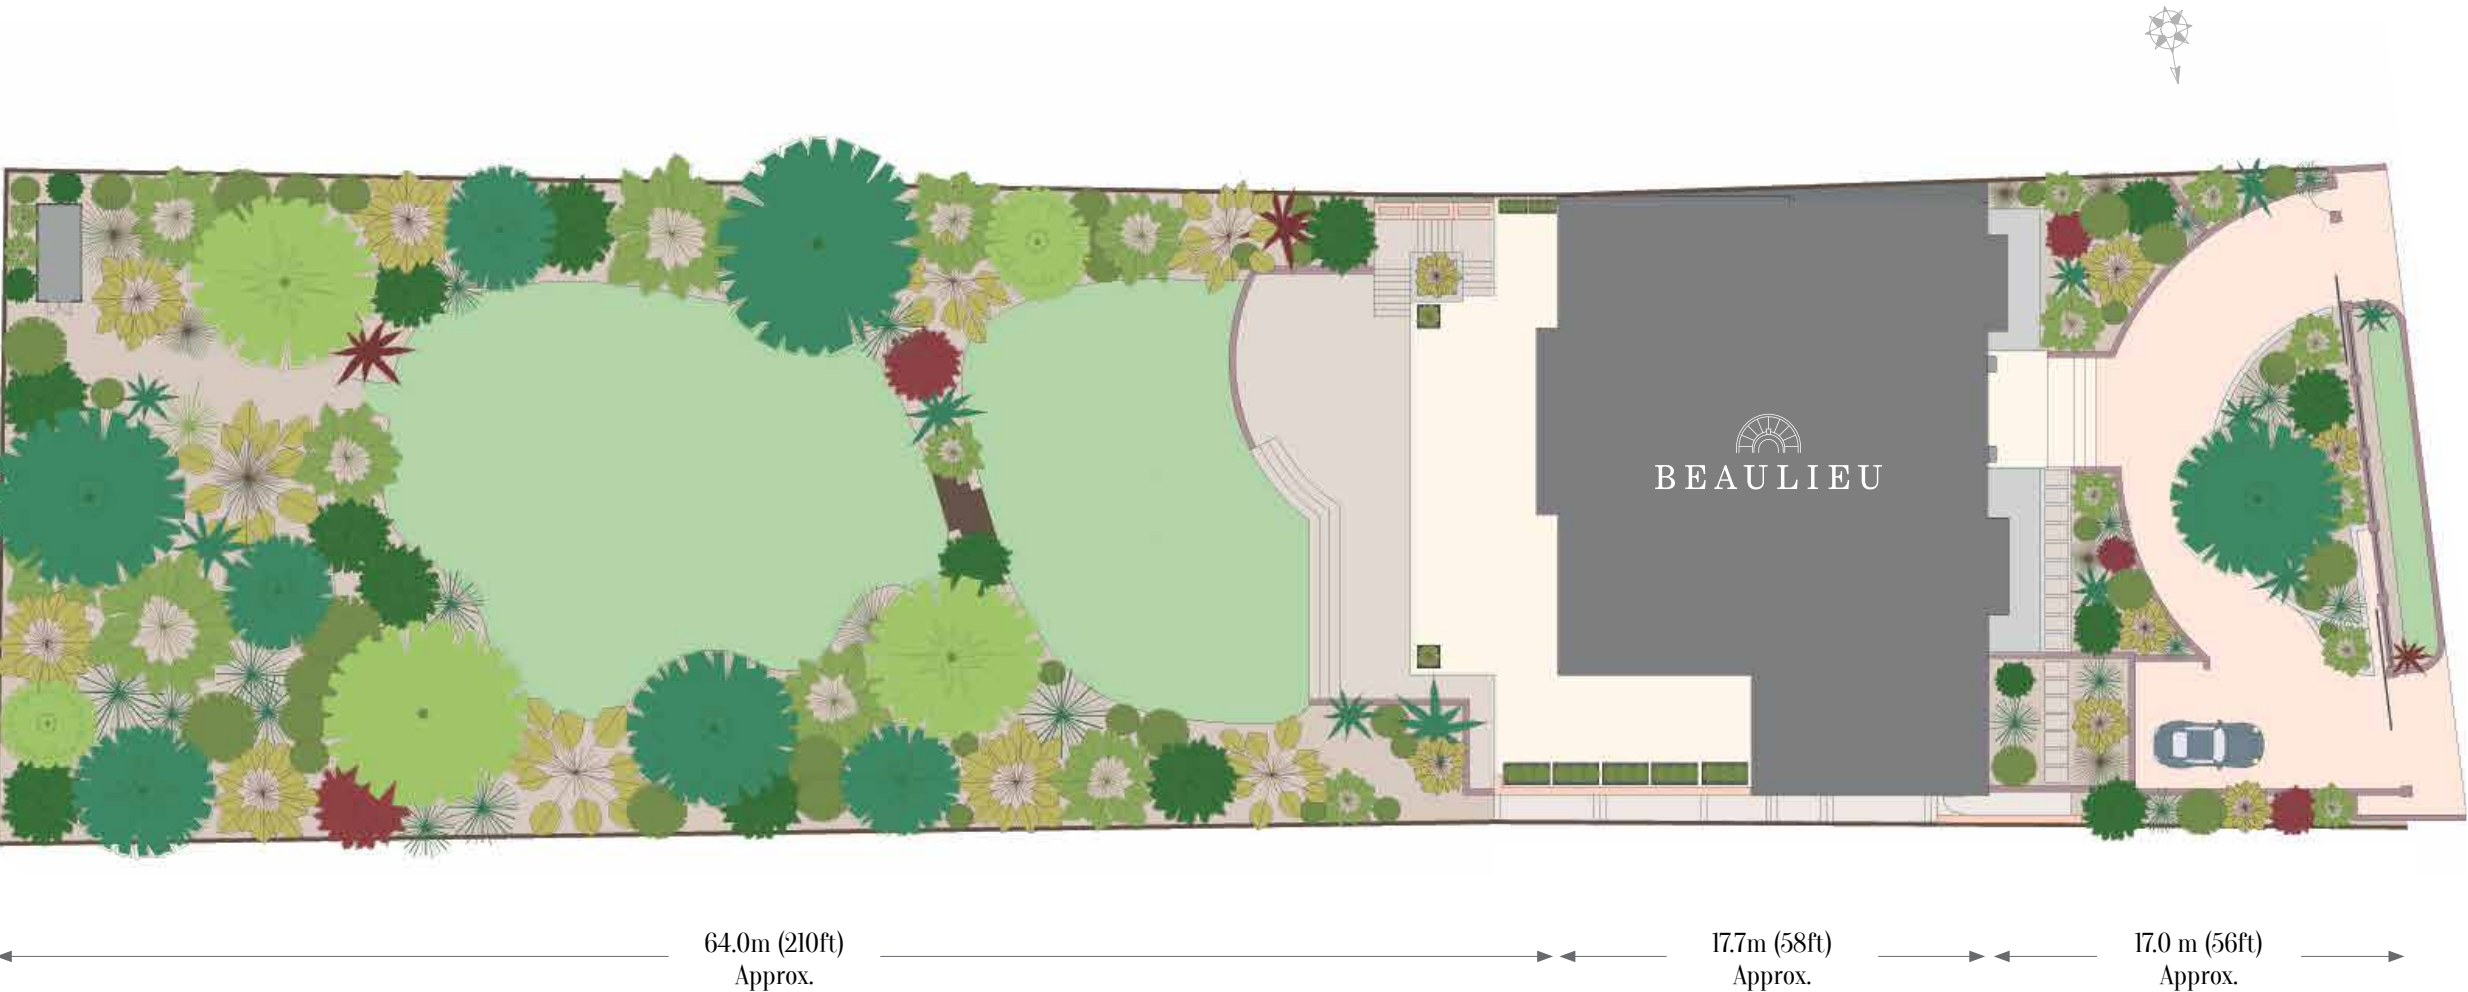 BEAULIEU
64.0m (210ft)
Approx.
17.7m (58ft)
Approx.
17.0 m (56ft)
Approx.